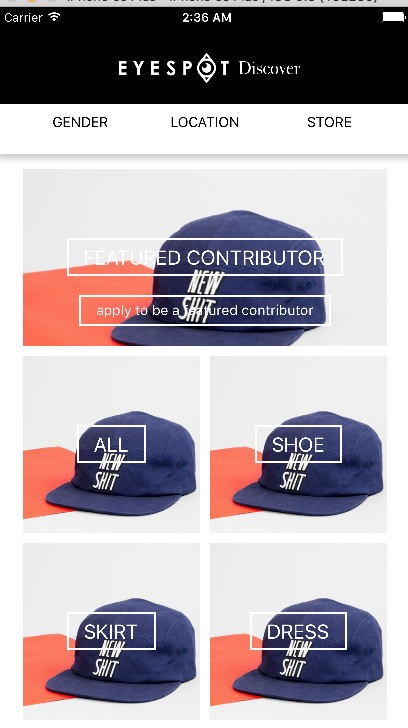 Carrier 2:36 AM
EYESPOT Discover
GENDER LOCATION STORE
FEATURED CONTRIBUTOR
NEW
SHIT
apply to be a featured contributor
ALL
NEW
SHIT
SHOE
NEW
SHIT
SKIRT
NEW
SHIT
DRESS
NEW
SHIT